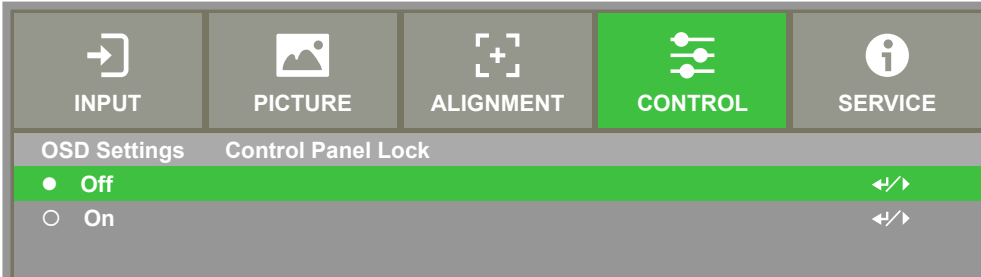 INPUT PICTURE ALIGNMENT CONTROL SERVICE
OSD Settings Control Panel Lock
Off
On